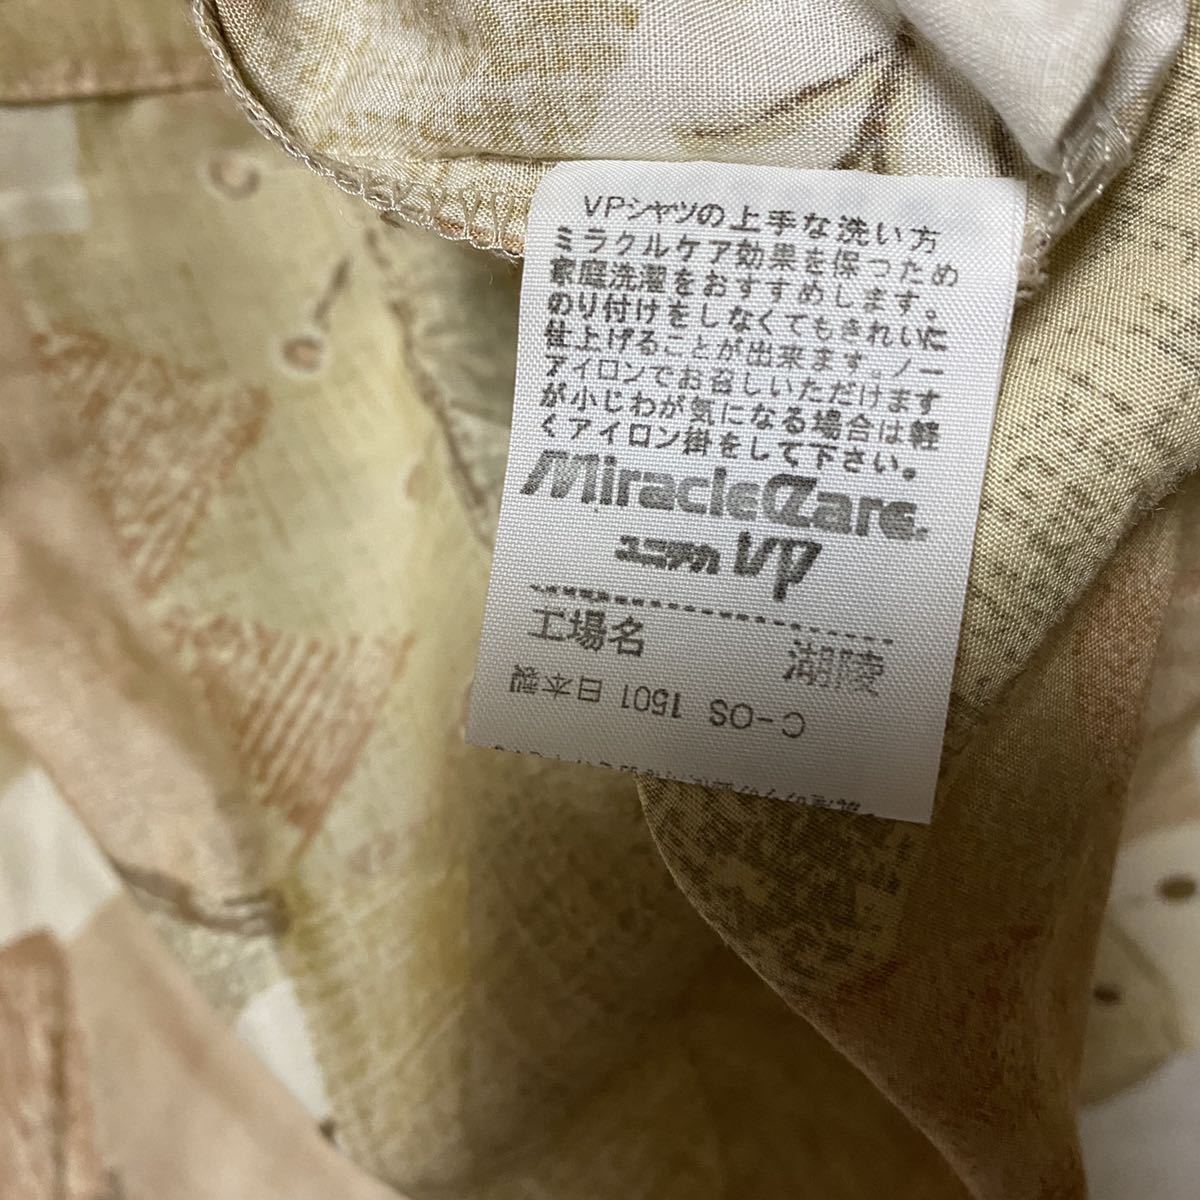 VPシャツの上手な洗い方
ミラクルケア効果を保つため
家庭洗濯をおすすめします。
のり付けをしなくてもきれいに
仕上げることが出来ます。ノー
アイロンでお召しいただけます
が小じわが気になる場合は軽
くアイロン掛をして下さい。
MiracleCare.
ユニチカ VP
工場名 湖陵
C-OS 1501 日本製